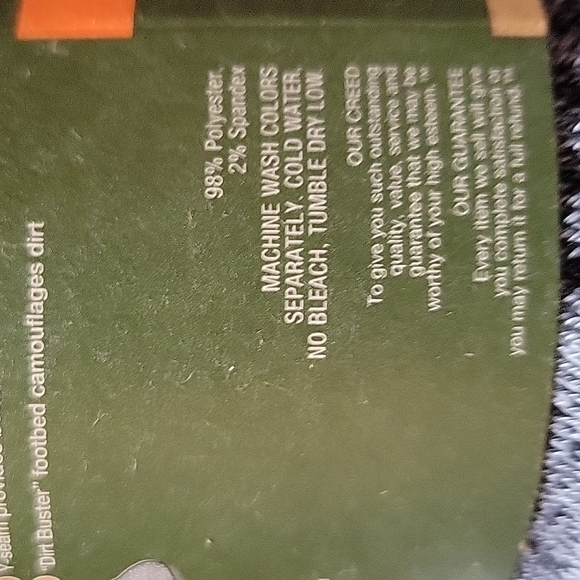 Y-seam
"Dirt Buster" footbed camouflages dirt
98% Polyester,
2% Spandex
MACHINE WASH COLORS
SEPARATELY. COLD WATER.
NO BLEACH, TUMBLE DRY LOW.
OUR CREED
To give you such outstanding
quality, value, service and
guarantee that we may be
worthy of your high esteem.™
OUR GUARANTEE
Every item we sell will give
you complete satisfaction or
you may return it for a full refund.™